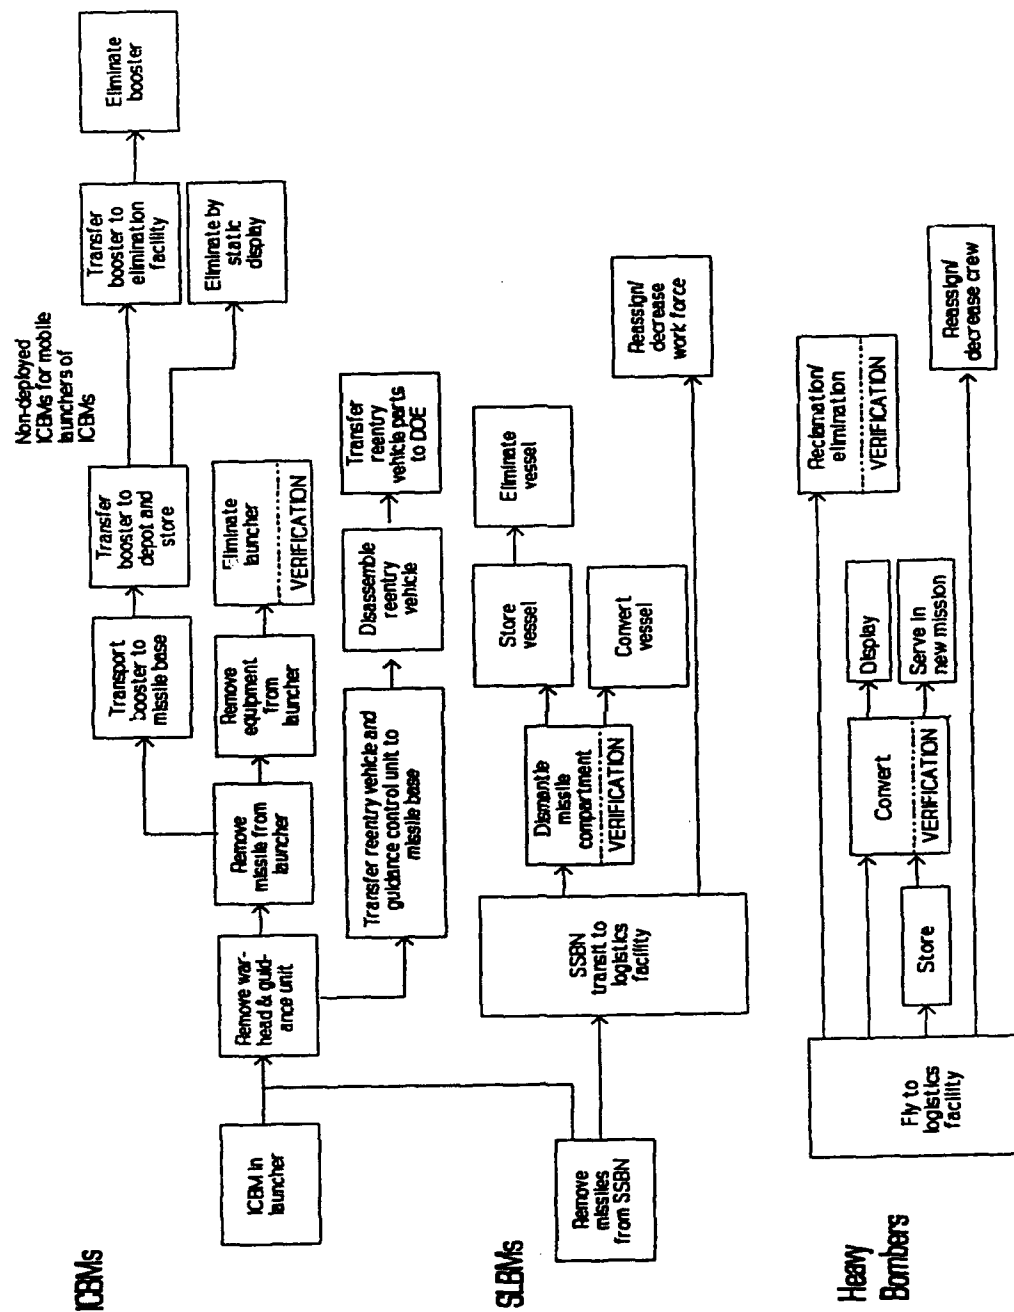 ICBMs
ICBM in
launcher
Remove war-
head & guid-
ance unit
Remove
missile from
launcher
Remove
equipment
from
launcher
Eliminate
launcher
VERIFICATION
Transport
booster to
missile base
Transfer
booster to
depot and
store
Non-deployed
ICBMs for mobile
launchers of
ICBMs
Transfer
booster to
elimination
facility
Eliminate
booster
Eliminate by
static
display
Transfer reentry vehicle and
guidance control unit to
missile base
Disassemble
reentry
vehicle
Transfer
reentry
vehicle parts
to DOE
SLBMs
Remove
missiles
from SSBN
SSBN
transit to
logistics
facility
Dismantle
missile
compartment
VERIFICATION
Store
vessel
Eliminate
vessel
Convert
vessel
Reassign/
decrease
work force
Heavy
Bombers
Fly to
logistics
facility
Store
Convert
VERIFICATION
Display
Serve in
new mission
Reclamation/
elimination
VERIFICATION
Reassign/
decrease crew